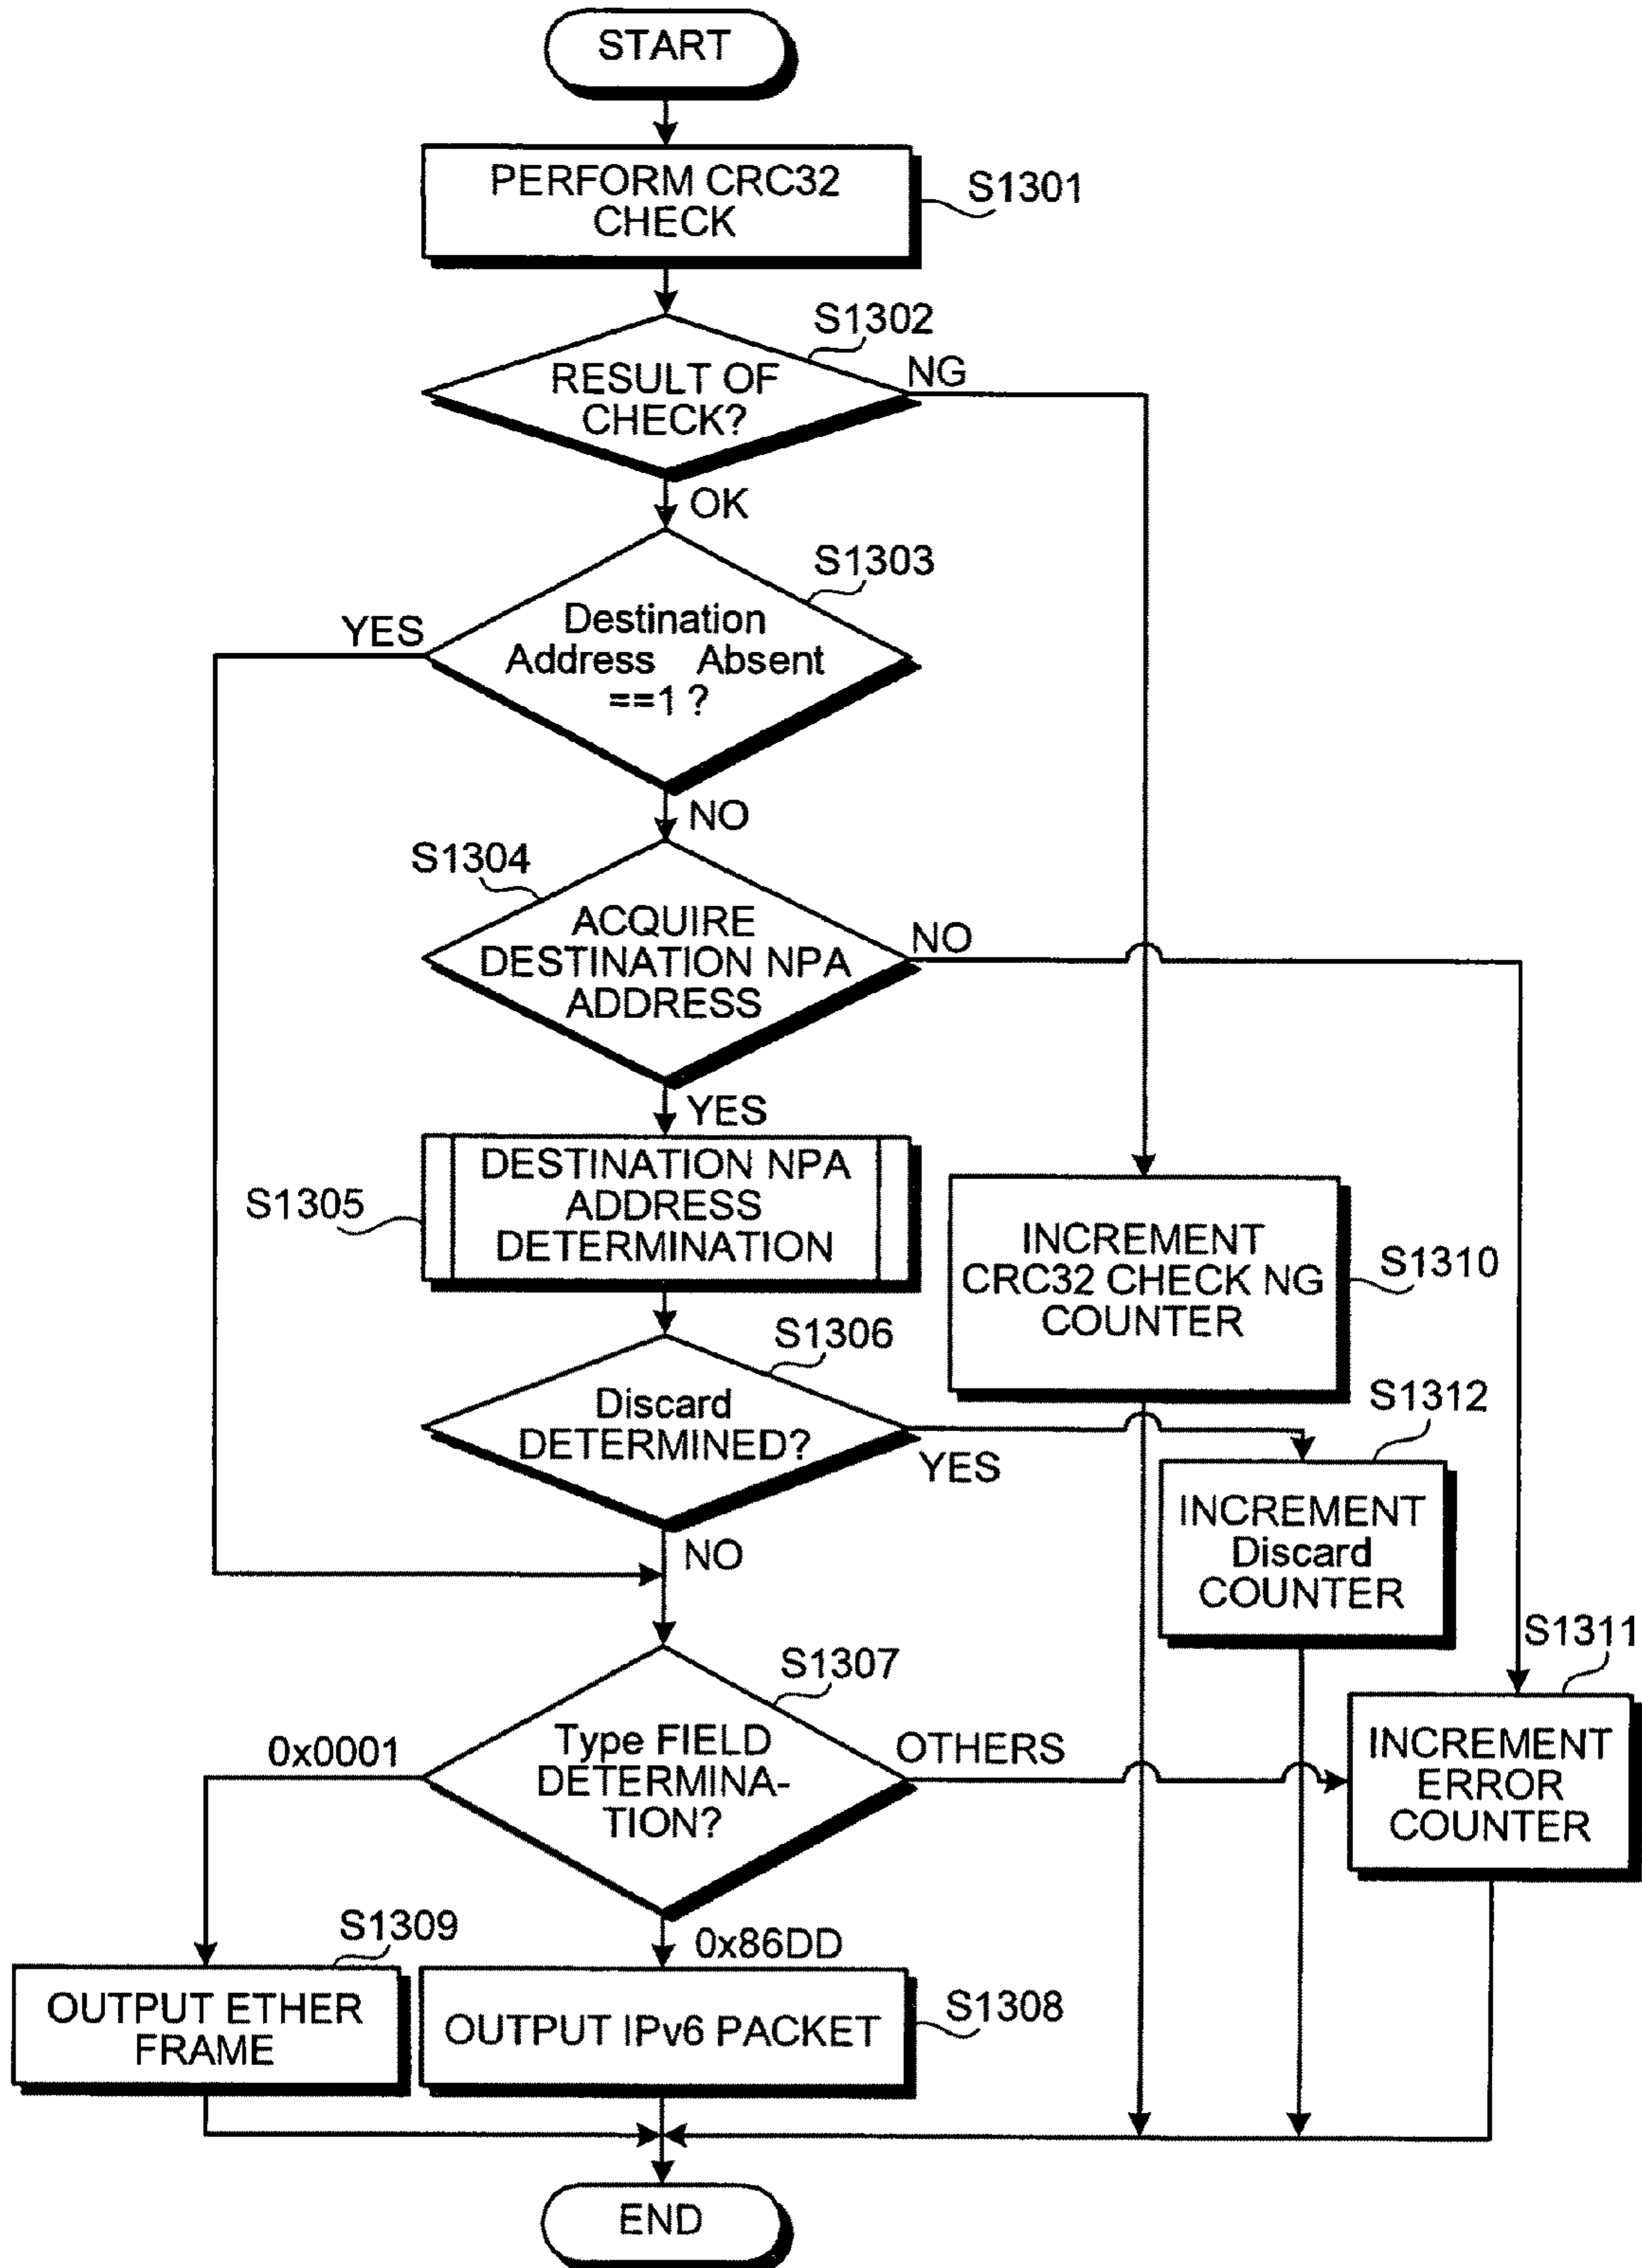 START
PERFORM CRC32
CHECK
S1301
S1302
RESULT OF
CHECK?
NG
OK
S1303
Destination
Address Absent
==1 ?
YES
NO
S1304
ACQUIRE
DESTINATION NPA
ADDRESS
NO
YES
S1305
DESTINATION NPA
ADDRESS
DETERMINATION
INCREMENT
CRC32 CHECK NG
COUNTER
S1310
S1306
Discard
DETERMINED?
YES
NO
S1312
INCREMENT
Discard
COUNTER
S1311
INCREMENT
ERROR
COUNTER
S1307
Type FIELD
DETERMINA-
TION?
0x0001
OTHERS
0x86DD
S1309
OUTPUT ETHER
FRAME
OUTPUT IPv6 PACKET
S1308
END